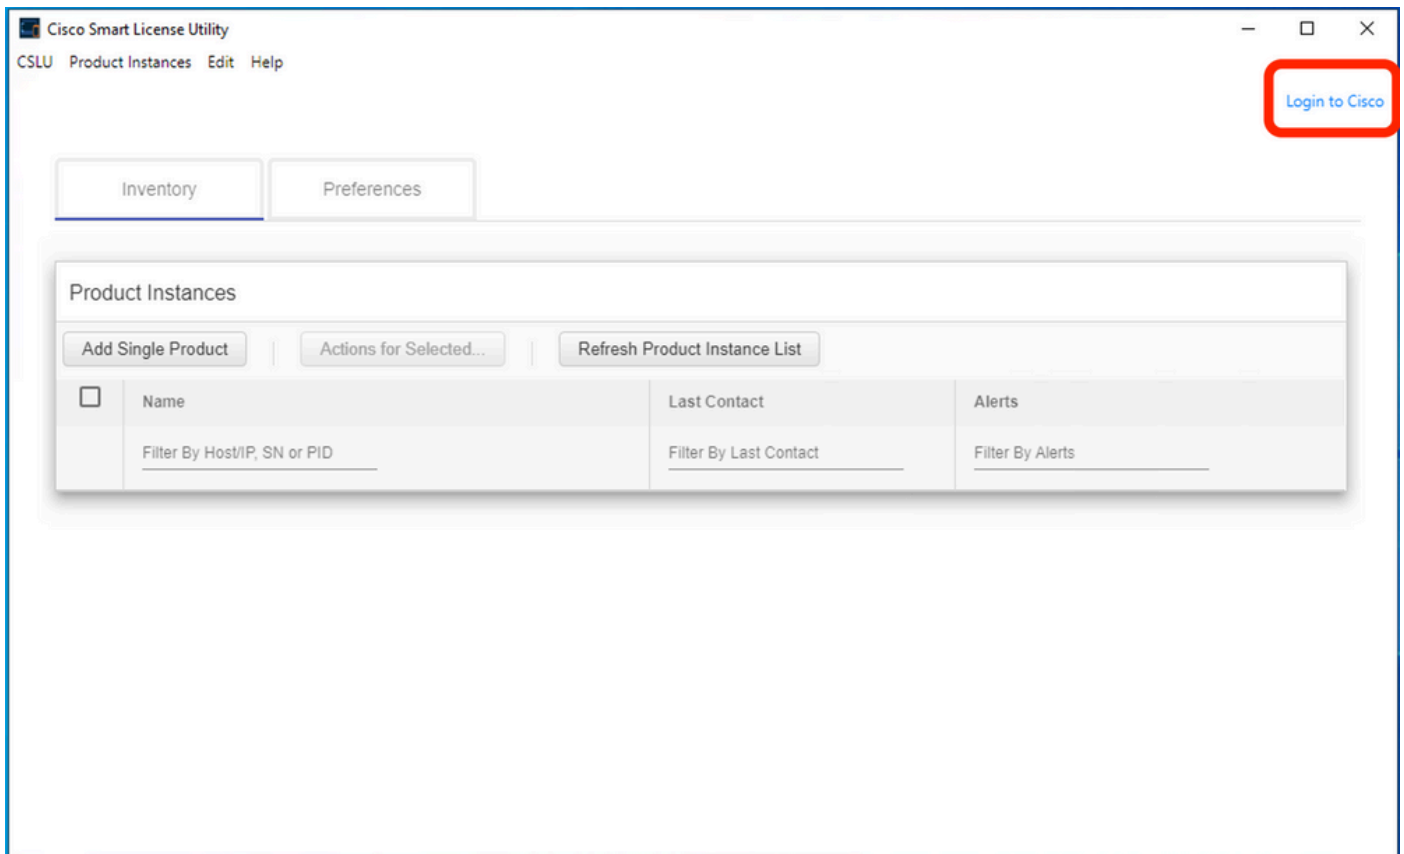 Cisco Smart License Utility
CSLU Product Instances Edit Help
Login to Cisco
Inventory Preferences
Product Instances
Add Single Product Actions for Selected... Refresh Product Instance List
Name Last Contact Alerts
Filter By Host/IP, SN or PID Filter By Last Contact Filter By Alerts